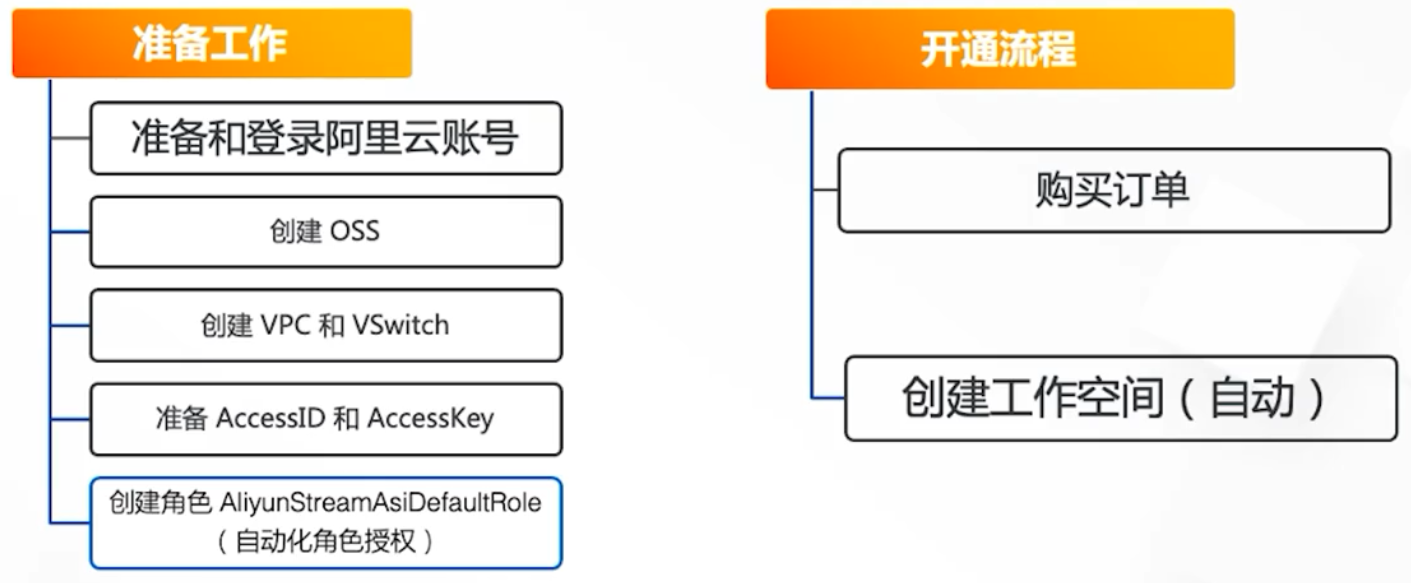 准备工作
准备和登录阿里云账号
创建 OSS
创建 VPC 和 VSwitch
准备 AccessID 和 AccessKey
创建角色 AliyunStreamAsiDefaultRole
（自动化角色授权）
开通流程
购买订单
创建工作空间（自动）